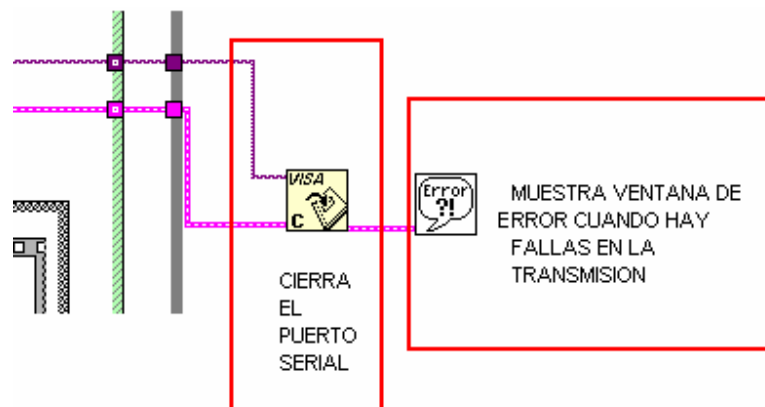 VISA
C
Error
?!
MUESTRA VENTANA DE
ERROR CUANDO HAY
FALLAS EN LA
TRANSMISION
CIERRA
EL
PUERTO
SERIAL